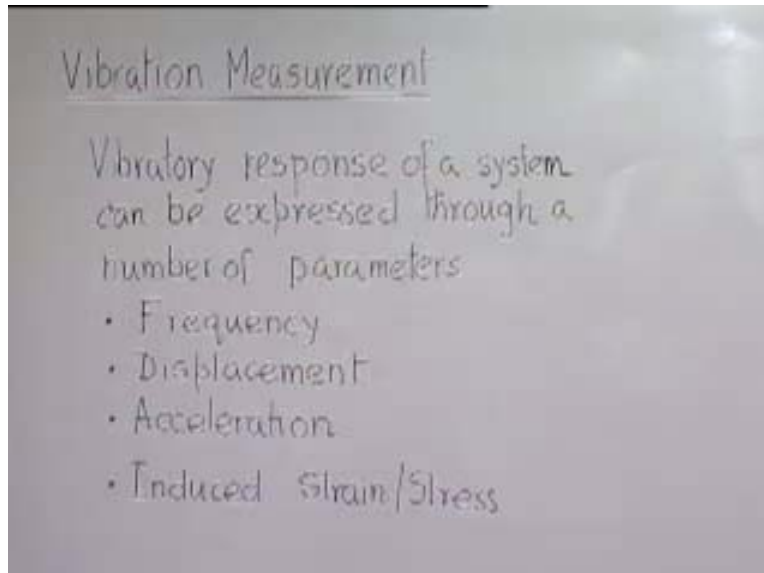 Vibration Measurement
Vibratory response of a system
can be expressed through a
number of parameters
• Frequency
• Displacement
• Acceleration
• Induced Strain/Stress